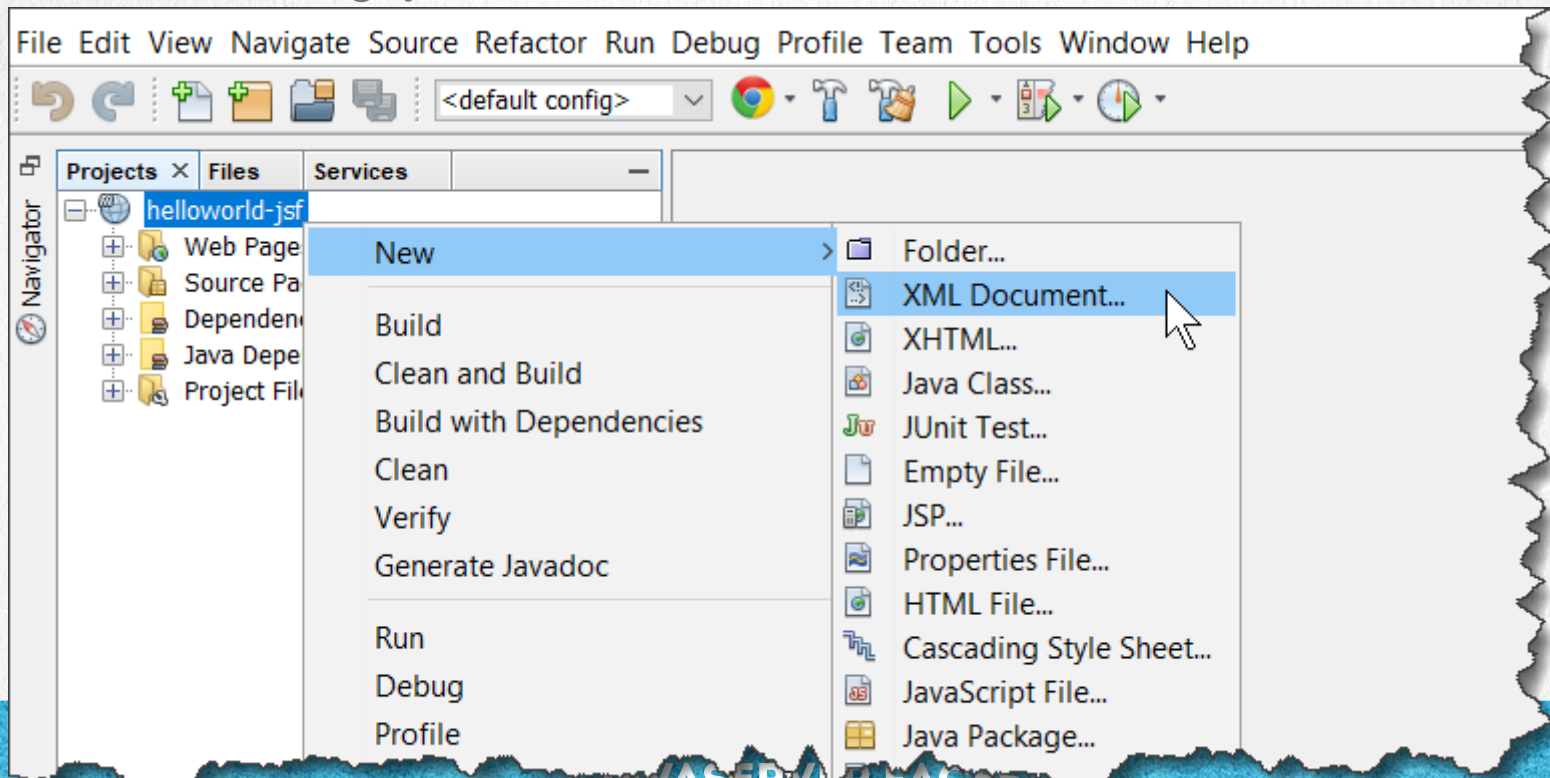 File Edit View Navigate Source Refactor Run Debug Profile Team Tools Window Help
<default config>
Projects Files Services
Navigator
helloworld-jsf
Web Page
Source Pa
Dependen
Java Depe
Project Fil
New
Build
Clean and Build
Build with Dependencies
Clean
Verify
Generate Javadoc
Run
Debug
Profile
Folder...
XML Document...
XHTML...
Java Class...
JUnit Test...
Empty File...
JSP...
Properties File...
HTML File...
Cascading Style Sheet...
JavaScript File...
Java Package...